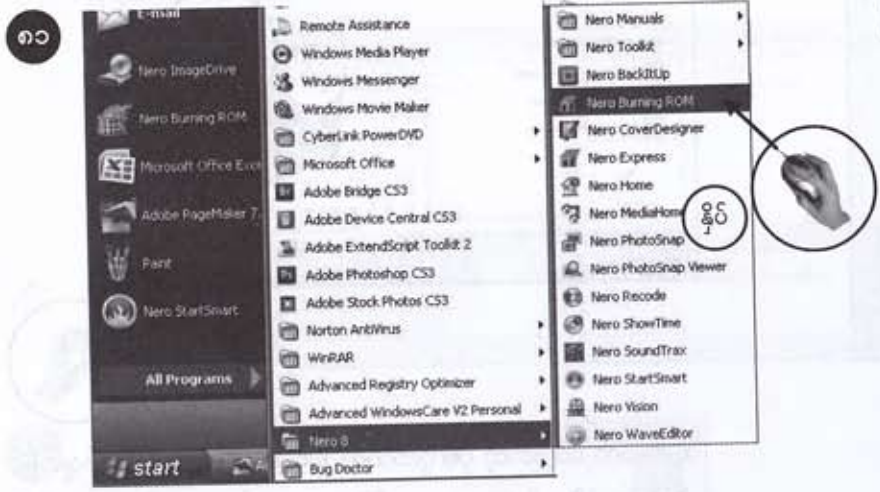 E-mail
Nero ImageDrive
Nero Burning ROM
Microsoft Office Exce
Adobe PageMaker 7.
Paint
Nero StartSmart
All Programs
start
Remote Assistance
Windows Media Player
Windows Messenger
Windows Movie Maker
CyberLink PowerDVD
Microsoft Office
Adobe Bridge CS3
Adobe Device Central CS3
Adobe ExtendScript Toolkit 2
Adobe Photoshop CS3
Adobe Stock Photos CS3
Norton AntiVirus
WinRAR
Advanced Registry Optimizer
Advanced WindowsCare V2 Personal
Nero 8
Bug Doctor
Nero Manuals
Nero Toolkit
Nero BackItUp
Nero Burning ROM
Nero CoverDesigner
Nero Express
Nero Home
Nero MediaHome
Nero PhotoSnap
Nero PhotoSnap Viewer
Nero Recode
Nero ShowTime
Nero SoundTrax
Nero StartSmart
Nero Vision
Nero WaveEditor
နှိပ်